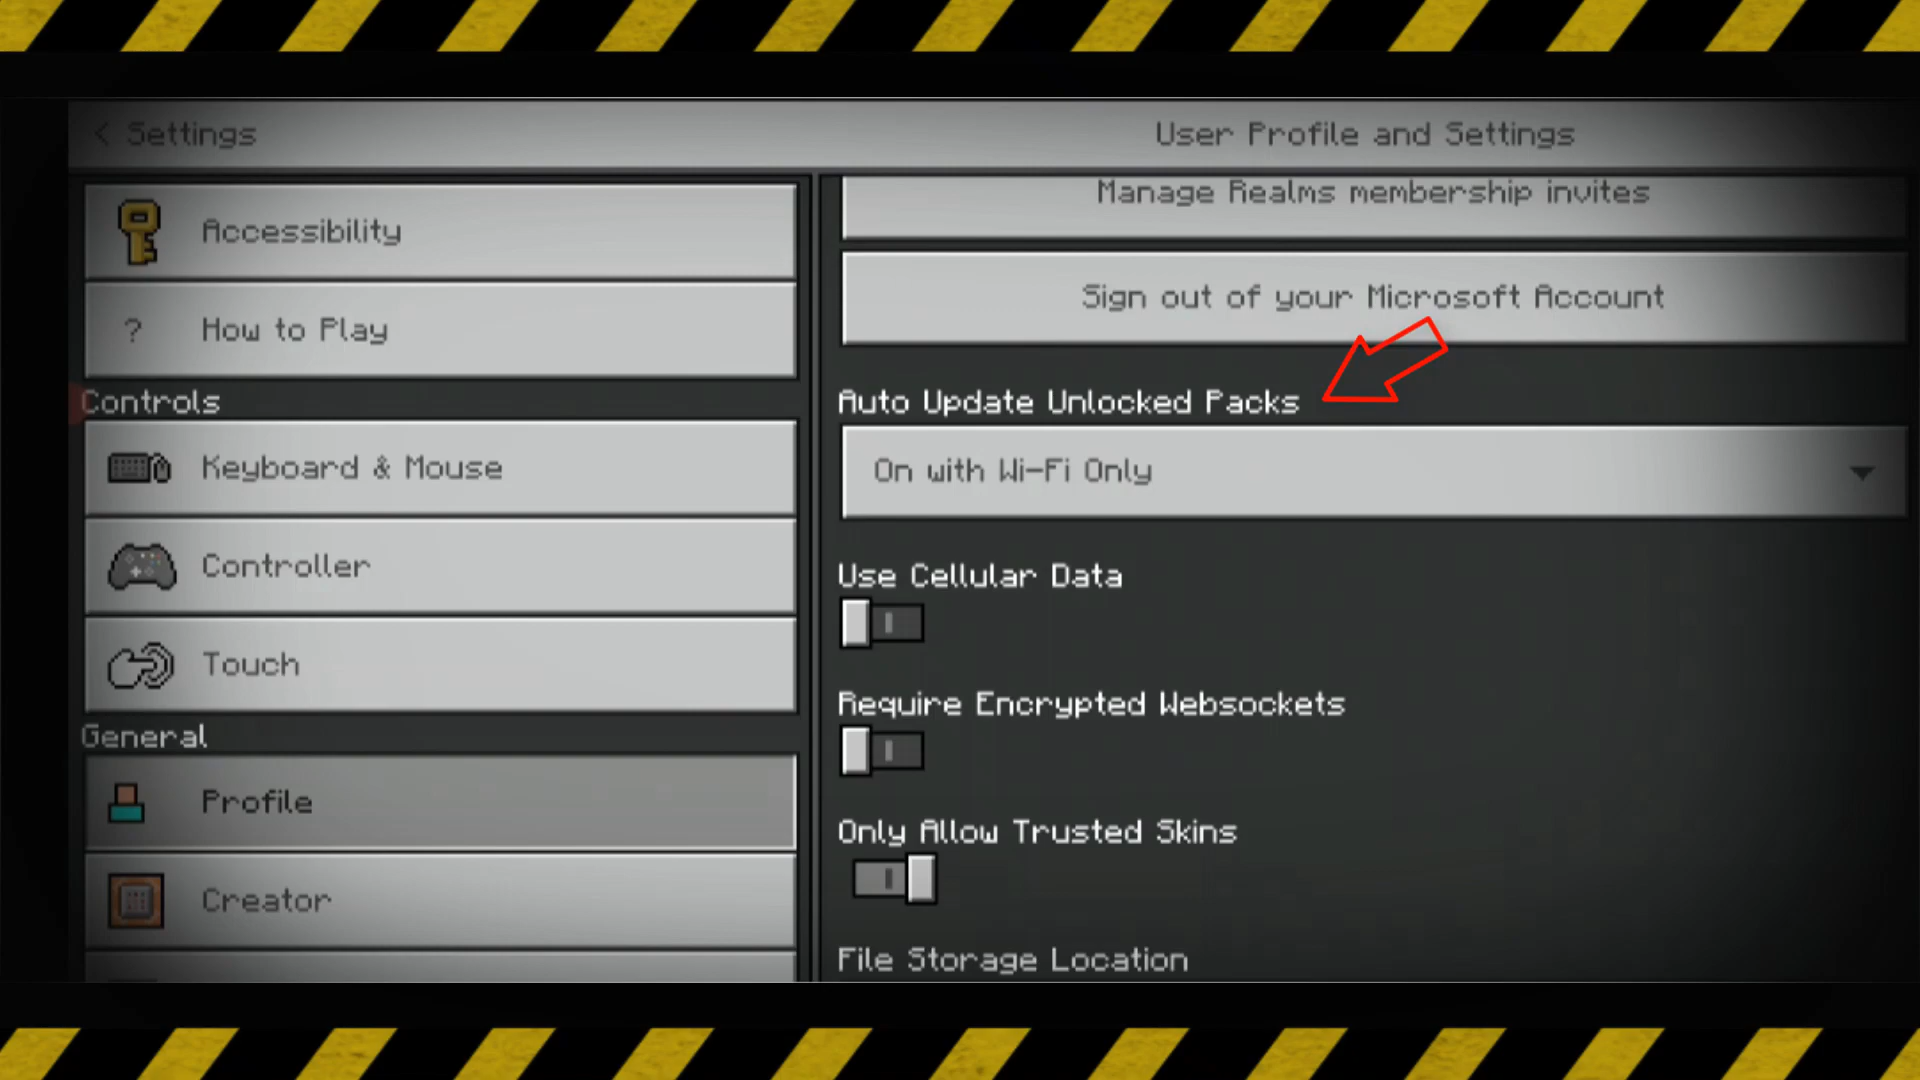 < Settings
User Profile and Settings
Accessibility
? How to Play
Controls
Keyboard & Mouse
Controller
Touch
General
Profile
Creator
Manage Realms membership invites
Sign out of your Microsoft Account
Auto Update Unlocked Packs
On with Wi-Fi Only
Use Cellular Data
Require Encrypted Websockets
Only Allow Trusted Skins
File Storage Location